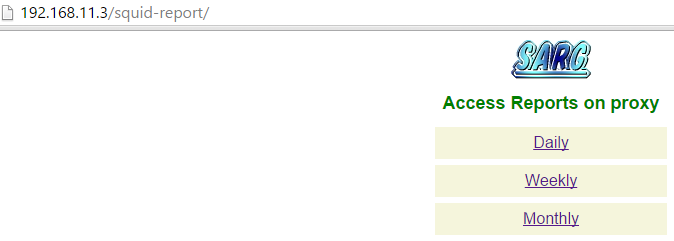 192.168.11.3/squid-report/
SARG
Access Reports on proxy
Daily
Weekly
Monthly